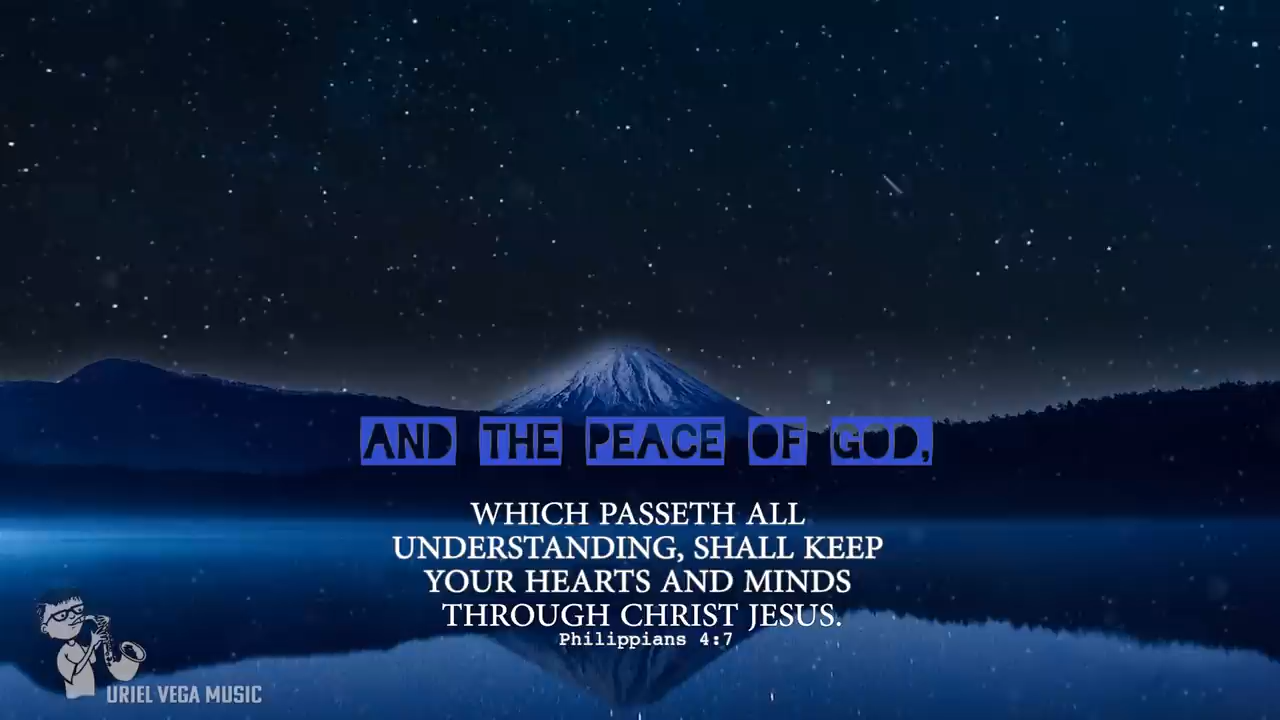 AND THE PEACE OF GOD,
WHICH PASSETH ALL
UNDERSTANDING, SHALL KEEP
YOUR HEARTS AND MINDS
THROUGH CHRIST JESUS.
Philippians 4:7
URIEL VEGA MUSIC